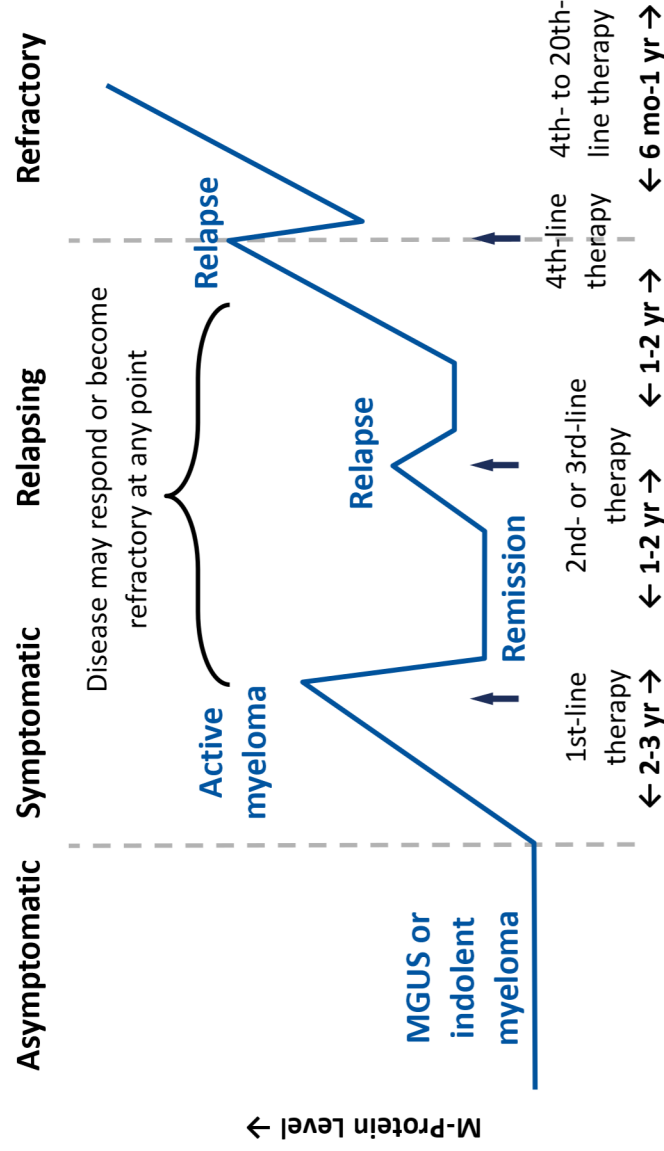 Asymptomatic Symptomatic Relapsing Refractory
Disease may respond or become
refractory at any point
Active
myeloma
Relapse
Relapse
MGUS or
indolent
myeloma
Remission
M-Protein Level →
1st-line
therapy
2nd- or 3rd-line
therapy
4th-line
therapy
4th- to 20th-
line therapy
← 2-3 yr → ← 1-2 yr → ← 1-2 yr → ← 6 mo-1 yr →